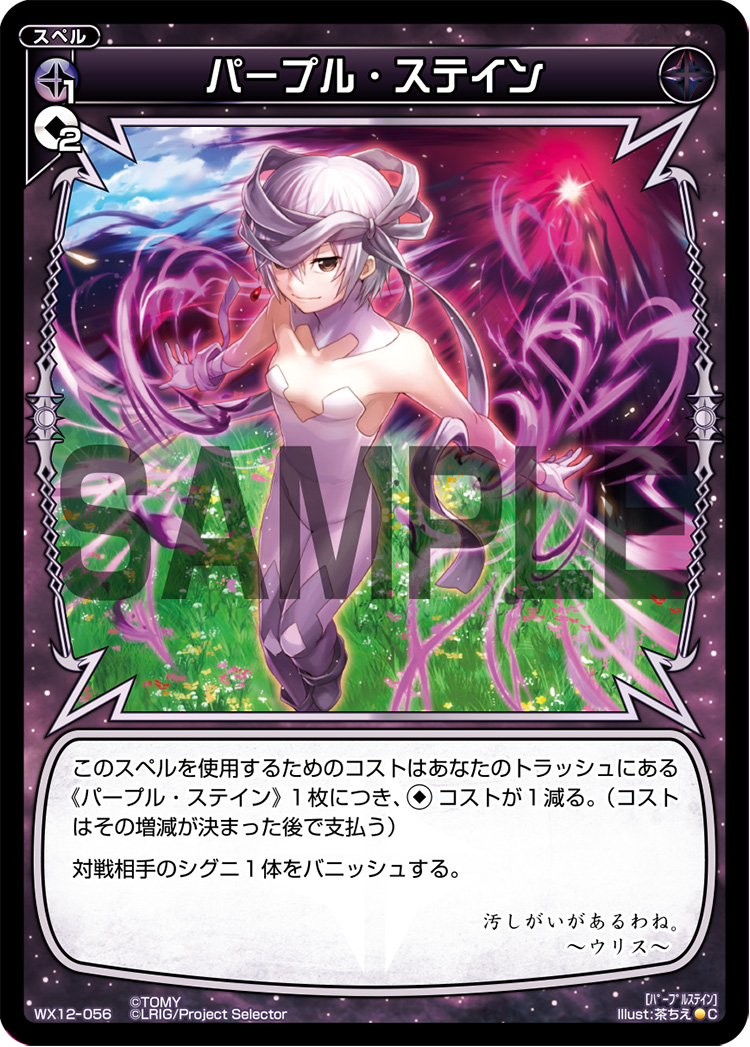 スペル
パープル・ステイン
1
2
SAMPLE
このスペルを使用するためのコストはあなたのトラッシュにある
《パープル・ステイン》1枚につき、コストが1減る。（コスト
はその増減が決まった後で支払う）
対戦相手のシグニ1体をバニッシュする。
汚しがいがあるわね。
～ウリス～
WX12-056
©TOMY
©LRIG/Project Selector
[ﾊﾟｰﾌﾟﾙｽﾃｲﾝ]
Illust:茶ちえ C